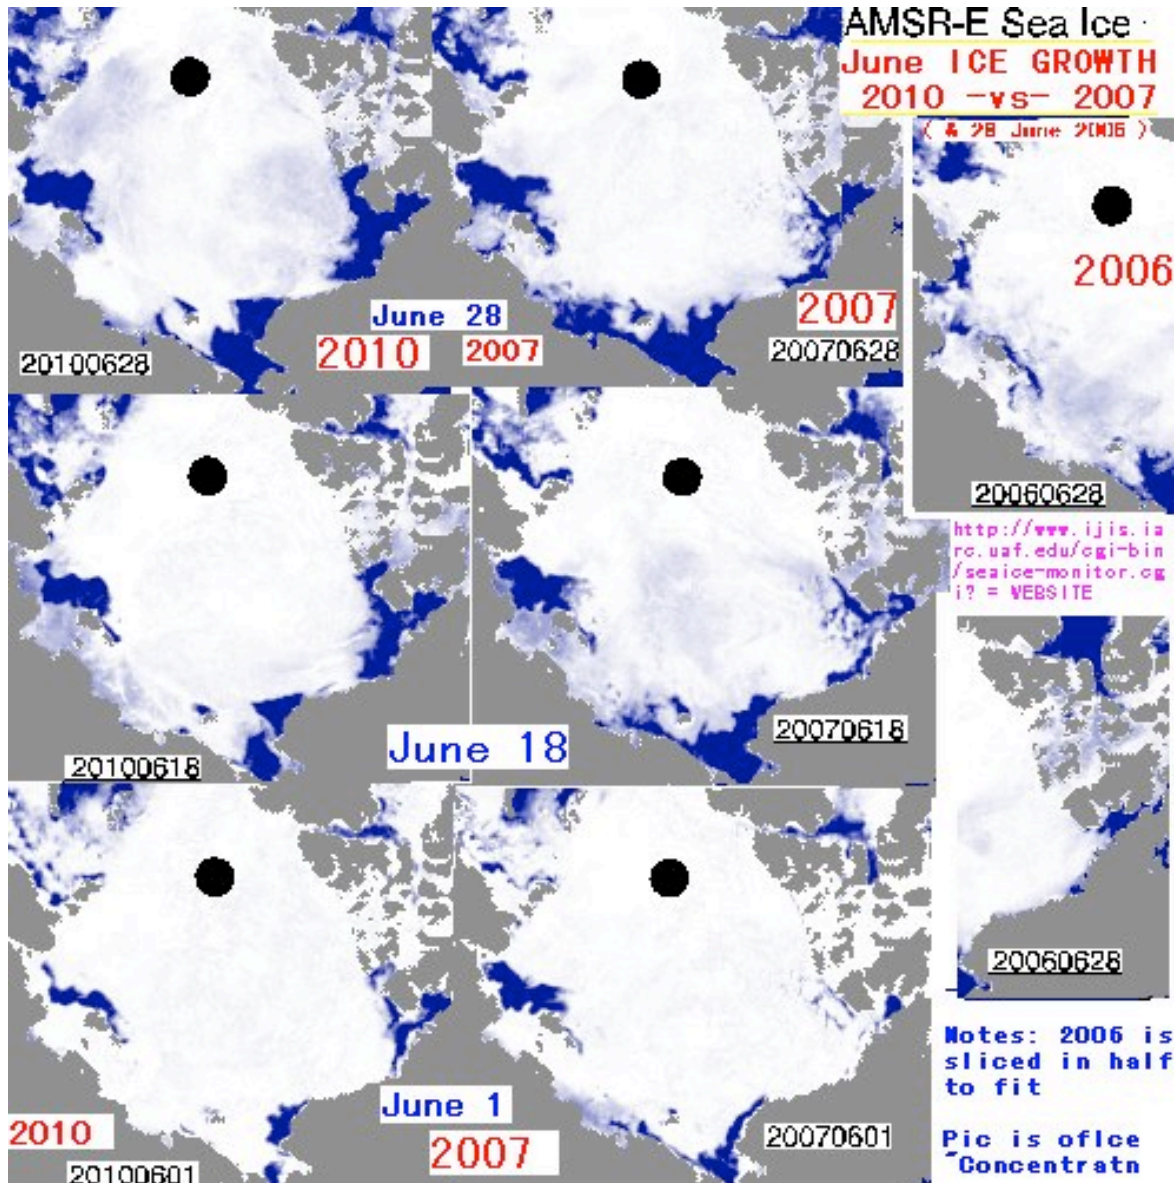 AMSR-E Sea Ice
June ICE GROWTH
2010 -vs- 2007
( & 28 June 2006 )
2006
June 28
2010
2007
2007
20100628
20070628
20060628
http://www.ijis.ia
rc.uaf.edu/cgi-bin
/seaice-monitor.cg
i? = WEBSITE
June 18
20100618
20070618
20060628
June 1
2010
2007
20100601
20070601
Notes: 2006 is
sliced in half
to fit
Pic is ofIce
"Concentratn